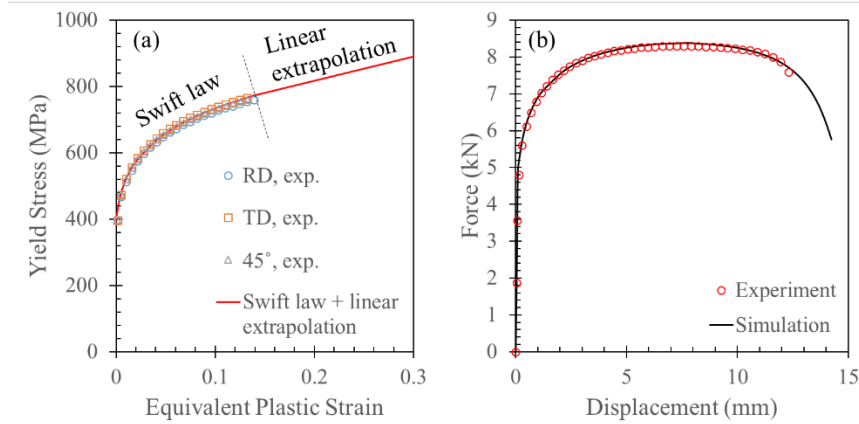 (a)
Linear
extrapolation
Swift law
1000
800
600
400
200
0
Yield Stress (MPa)
RD, exp.
TD, exp.
45˚, exp.
Swift law + linear
extrapolation
0
0.1
0.2
0.3
Equivalent Plastic Strain
(b)
9
8
7
6
5
4
3
2
1
0
Force (kN)
Experiment
Simulation
0
5
10
15
Displacement (mm)